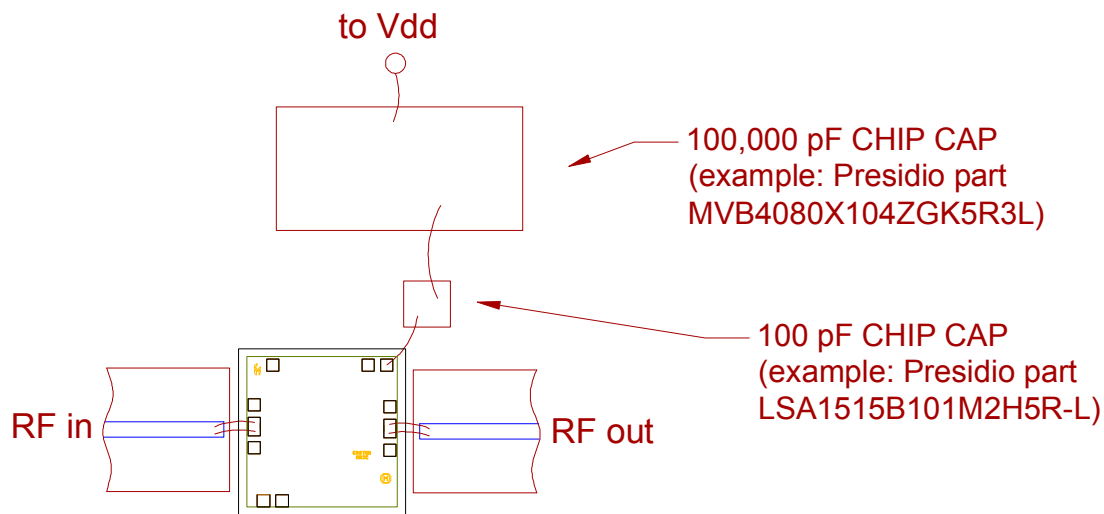 to Vdd
100,000 pF CHIP CAP
(example: Presidio part
MVB4080X104ZGK5R3L)
100 pF CHIP CAP
(example: Presidio part
LSA1515B101M2H5R-L)
RF in
RF out